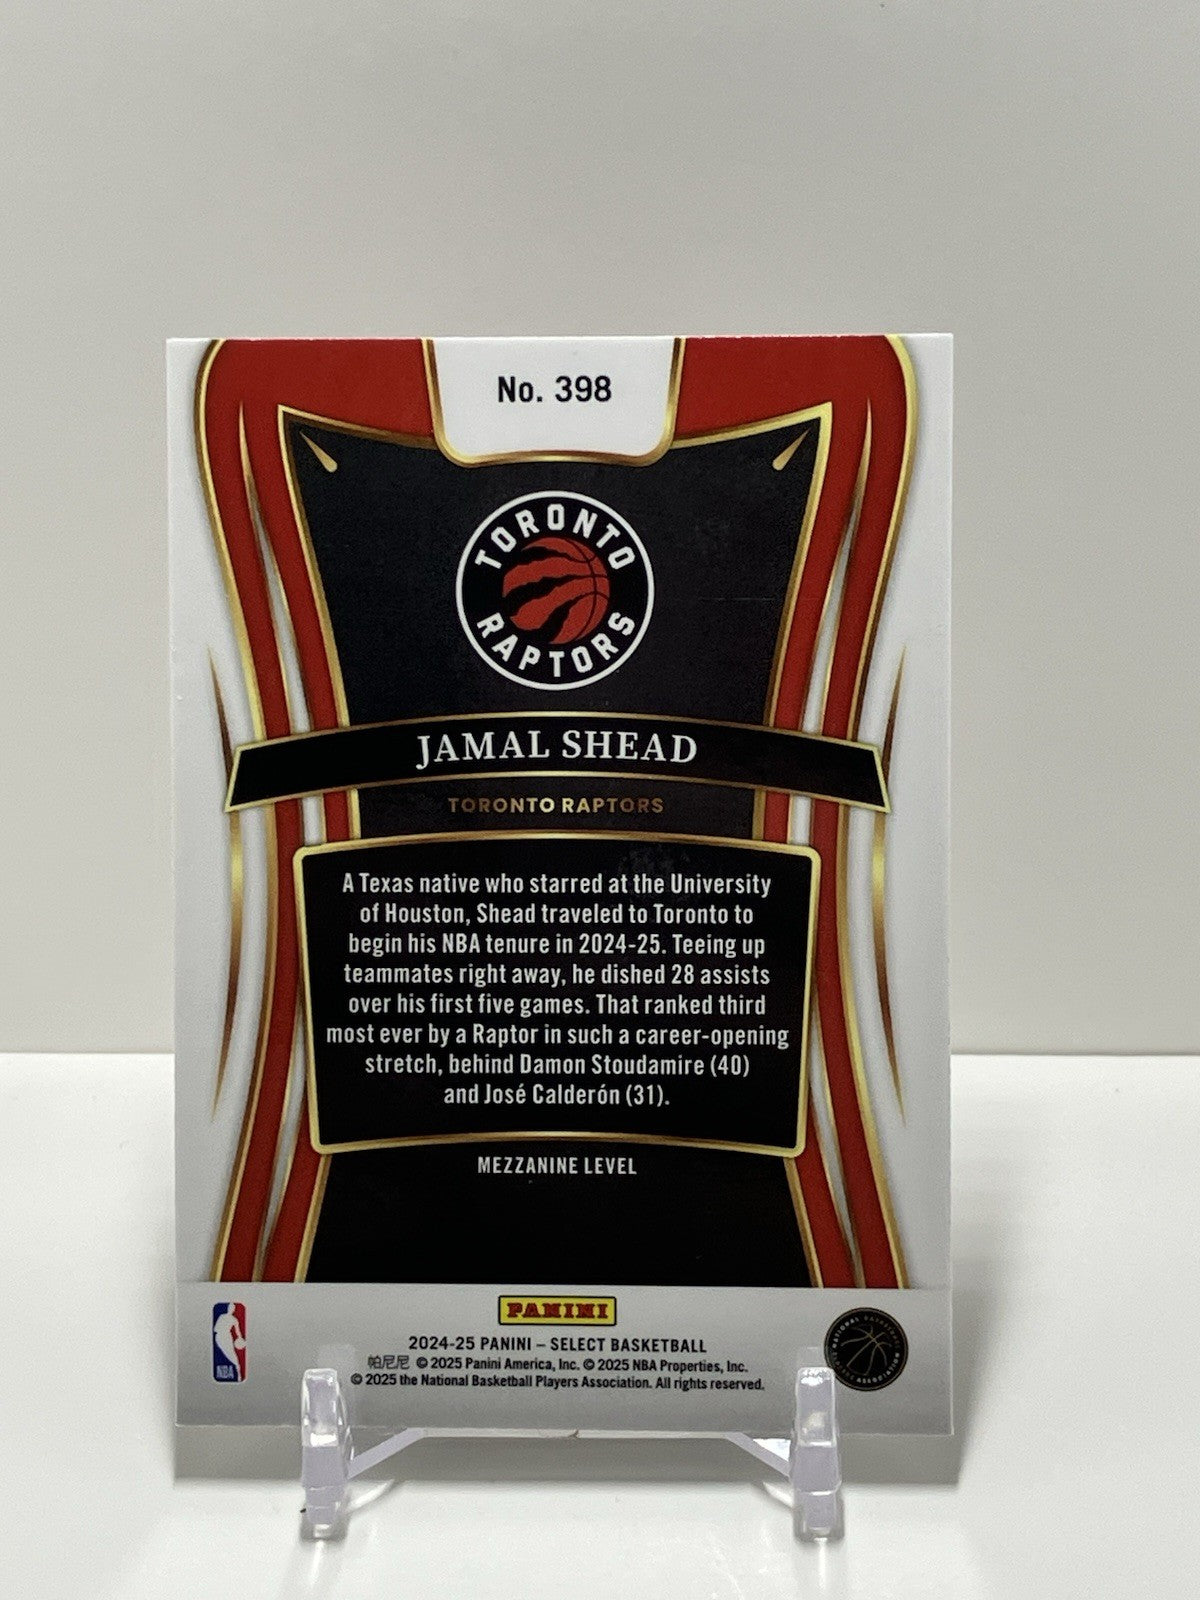 No. 398
TORONTO
RAPTORS
JAMAL SHEAD
TORONTO RAPTORS
A Texas native who starred at the University
of Houston, Shead traveled to Toronto to
begin his NBA tenure in 2024-25. Teeing up
teammates right away, he dished 28 assists
over his first five games. That ranked third
most ever by a Raptor in such a career-opening
stretch, behind Damon Stoudamire (40)
and José Calderón (31).
MEZZANINE LEVEL
PANINI
2024-25 PANINI – SELECT BASKETBALL
帕尼尼 © 2025 Panini America, Inc. © 2025 NBA Properties, Inc.
© 2025 the National Basketball Players Association. All rights reserved.
NBA
NATIONAL BASKETBALL
ASSOCIATION